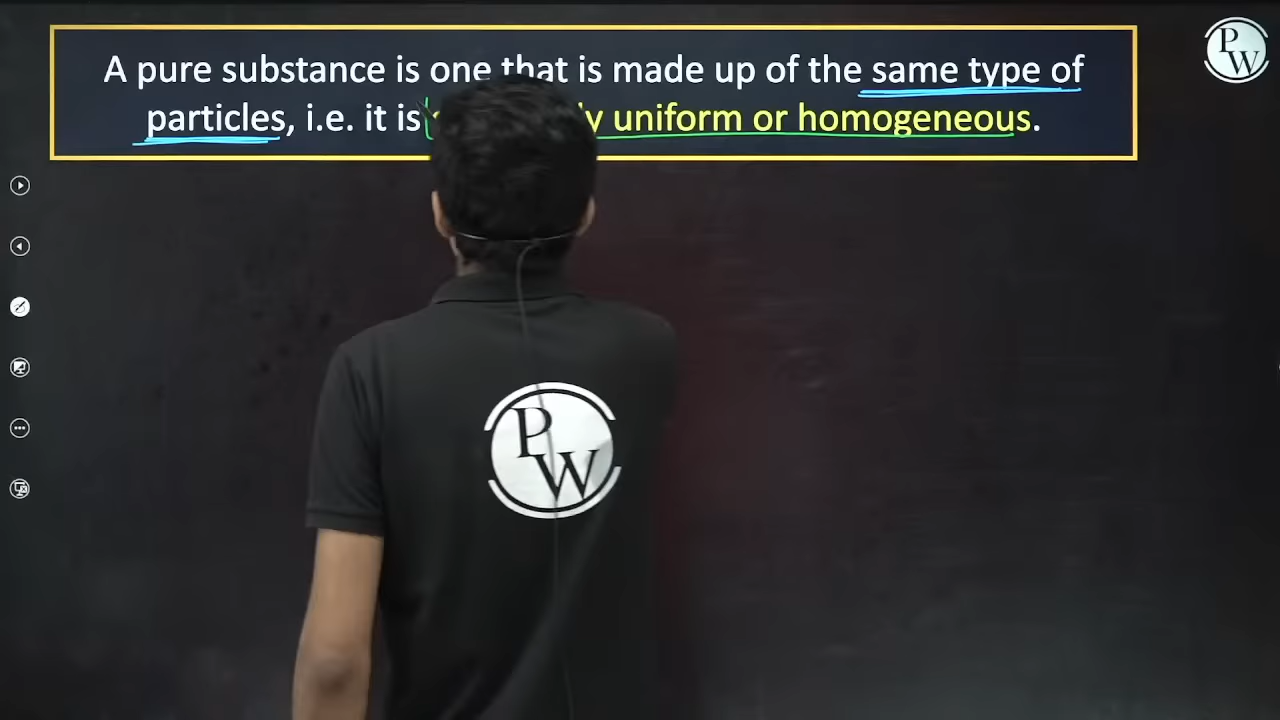 A pure substance is one that is made up of the same type of
particles, i.e. it is uniform or homogeneous.
P
W
P
W